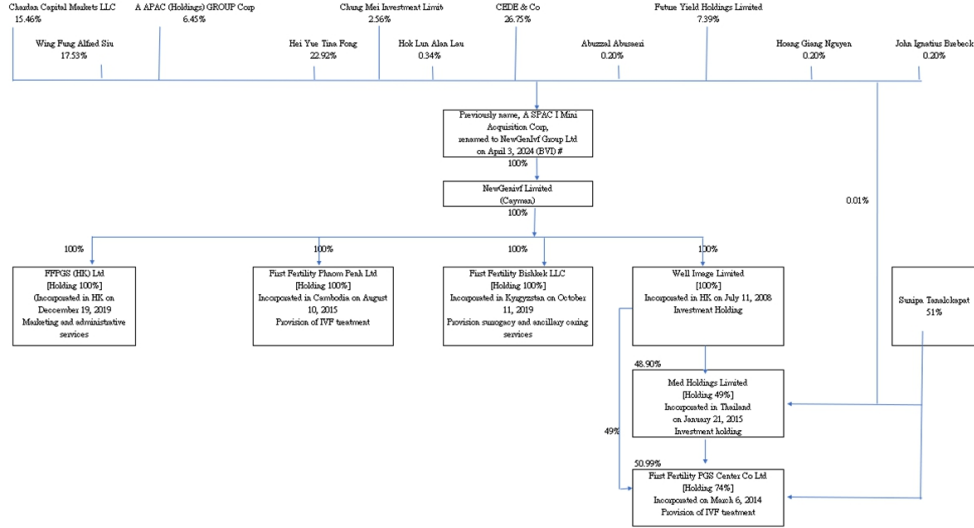 Chardan Capital Markets LLC
15.46%
A APAC (Holdings) GROUP Corp
6.45%
Chung Mei Investment Limit
2.56%
CEDE & Co
26.75%
Future Yield Holdings Limited
7.39%
Wing Fung Alfred Siu
17.53%
Hei Yue Tina Fong
22.92%
Hok Lun Alan Lau
0.34%
Abuzzal Abusaeri
0.20%
Hoang Giang Nguyen
0.20%
John Ignatius Brebeck
0.20%
Previously name, A SPAC I Mini
Acquisition Corp,
renamed to NewGenIvf Group Ltd
on April 3, 2024 (BVI) #
100%
NewGenivf Limited
(Cayman)
100%
0.01%
100%
100%
100%
100%
FFPGS (HK) Ltd
[Holding 100%]
(Incorporated in HK on
Deccember 19, 2019
Marketing and administrative
services
First Fertility Phnom Penh Ltd
[Holding 100%]
Incorporated in Cambodia on August
10, 2015
Provision of IVF treatment
First Fertility Bishkek LLC
[Holding 100%]
Incorporated in Kyrgyzstan on October
11, 2019
Provision surrogacy and ancillary caring
services
Well Image Limited
[100%]
Incorporated in HK on July 11, 2008
Investment Holding
Sunipa Tanalckapat
51%
48.90%
Med Holdings Limited
[Holding 49%]
Incorporated in Thailand
on January 21, 2015
Investment holding
49%
50.99%
First Fertility PGS Center Co Ltd
[Holding 74%]
Incorporated on March 6, 2014
Provision of IVF treatment